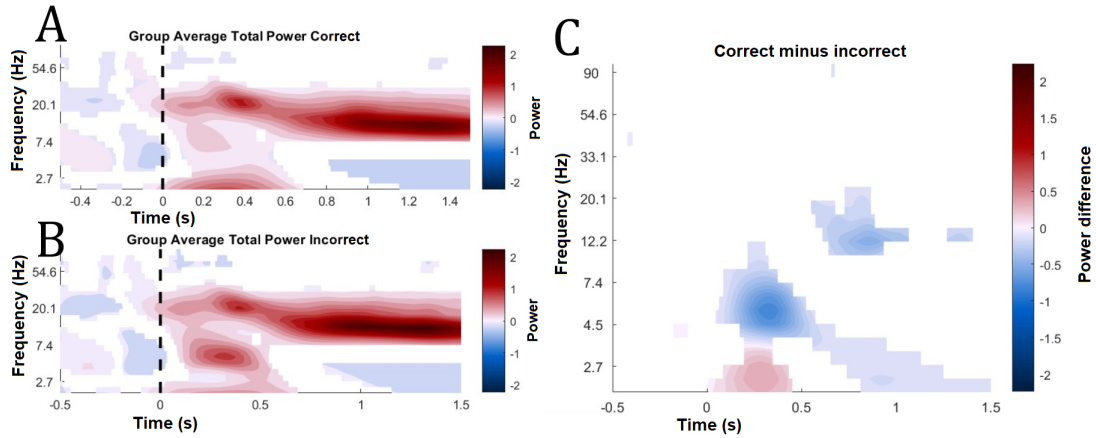 A
Group Average Total Power Correct
Frequency (Hz)
54.6
20.1
7.4
2.7
-0.4 -0.2 0 0.2 0.4 0.6 0.8 1 1.2 1.4
Time (s)
2
1
0
-1
-2
Power
B
Group Average Total Power Incorrect
Frequency (Hz)
54.6
20.1
7.4
2.7
-0.5 0 0.5 1 1.5
Time (s)
2
1
0
-1
-2
Power
C
Correct minus incorrect
Frequency (Hz)
90
54.6
33.1
20.1
12.2
7.4
4.5
2.7
-0.5 0 0.5 1 1.5
Time (s)
2
1.5
1
0.5
0
-0.5
-1
-1.5
-2
Power difference